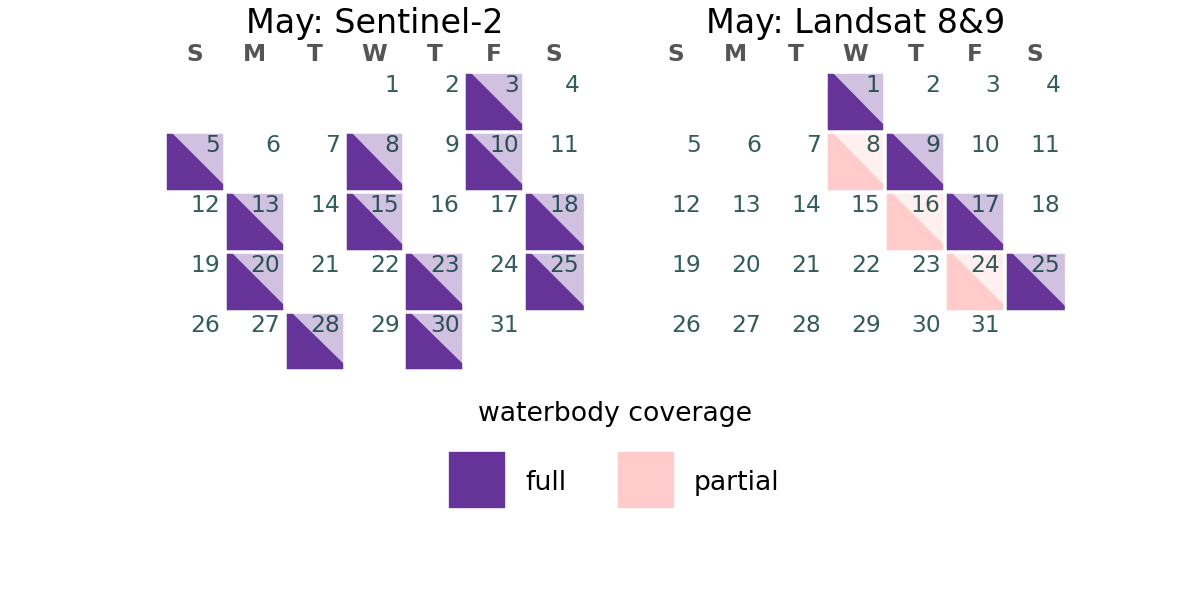 May: Sentinel-2
S M T W T F S
1 2 3 4
5 6 7 8 9 10 11
12 13 14 15 16 17 18
19 20 21 22 23 24 25
26 27 28 29 30 31
May: Landsat 8&9
S M T W T F S
1 2 3 4
5 6 7 8 9 10 11
12 13 14 15 16 17 18
19 20 21 22 23 24 25
26 27 28 29 30 31
waterbody coverage
full partial